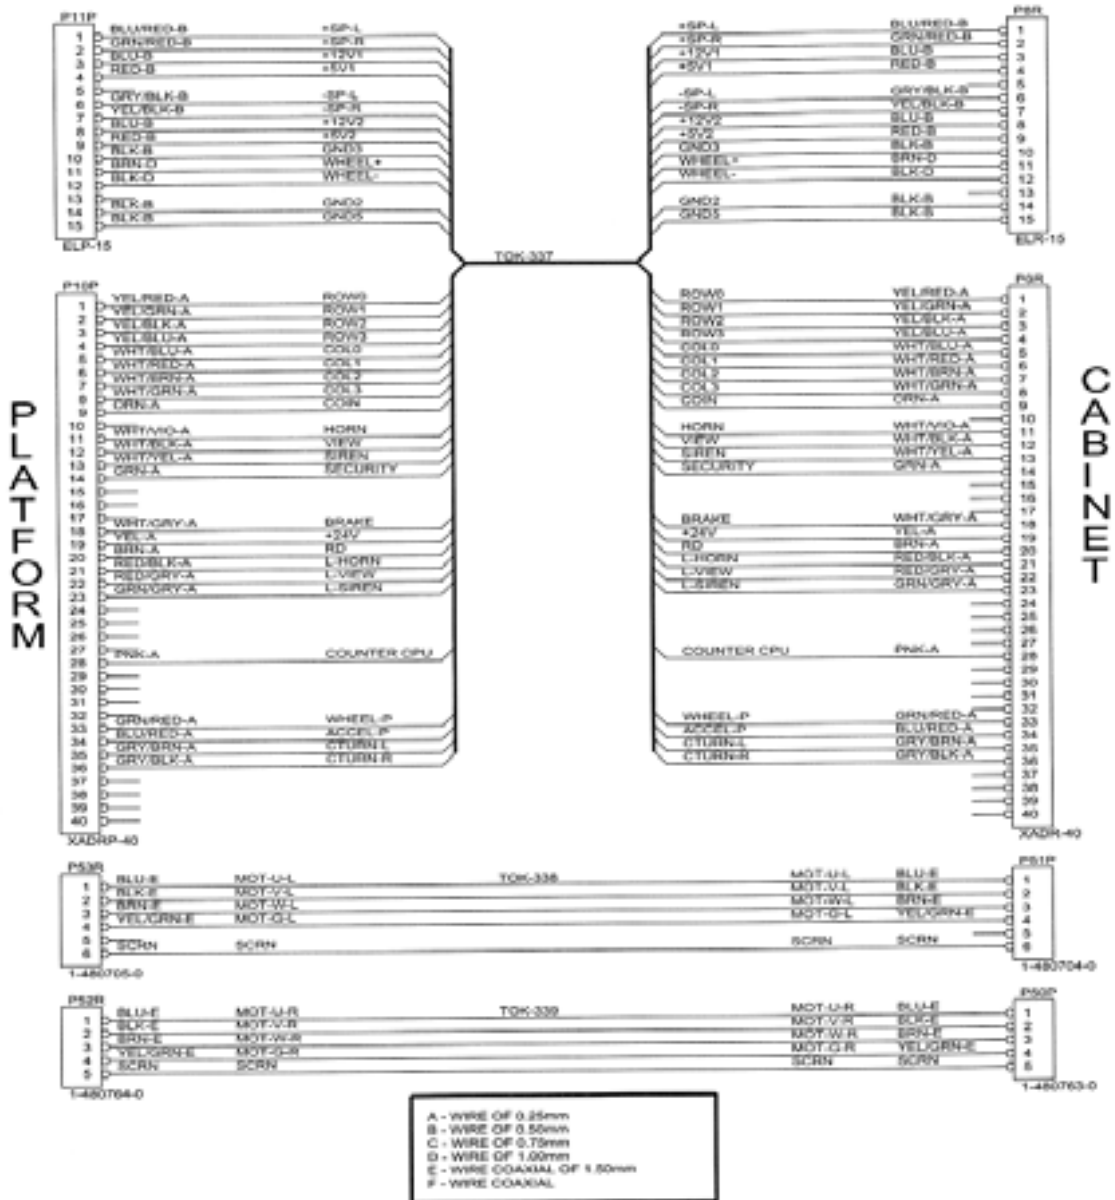 P11P
P8R
1 BLU/RED-B +SP-L +SP-L BLU/RED-B 1
2 GRN/RED-B +SP-R +SP-R GRN/RED-B 2
3 BLU-B +12V1 +12V1 BLU-B 3
4 RED-B +5V1 +5V1 RED-B 4
5 5
6 GRY/BLK-B -SP-L -SP-L GRY/BLK-B 6
7 YEL/BLK-B -SP-R -SP-R YEL/BLK-B 7
8 BLU-B +12V2 +12V2 BLU-B 8
9 RED-B +5V2 +5V2 RED-B 9
10 BLK-B GND3 GND3 BLK-B 10
11 BRN-D WHEEL+ WHEEL+ BRN-D 11
12 BLK-D WHEEL- WHEEL- BLK-D 12
13 13
14 BLK-B GND2 GND2 BLK-B 14
15 BLK-B GND5 GND5 BLK-B 15
ELP-15 ELR-15
TOK-337
PLATFORM
CABINET
P10P
1 YEL/RED-A ROW0 ROW0 YEL/RED-A 1
2 YEL/GRN-A ROW1 ROW1 YEL/GRN-A 2
3 YEL/BLK-A ROW2 ROW2 YEL/BLK-A 3
4 YEL/BLU-A ROW3 ROW3 YEL/BLU-A 4
5 WHT/BLU-A COL0 COL0 WHT/BLU-A 5
6 WHT/RED-A COL1 COL1 WHT/RED-A 6
7 WHT/BRN-A COL2 COL2 WHT/BRN-A 7
8 WHT/GRN-A COL3 COL3 WHT/GRN-A 8
9 ORN-A COIN COIN ORN-A 9
10 10
11 WHT/VIO-A HORN HORN WHT/VIO-A 11
12 WHT/BLK-A VIEW VIEW WHT/BLK-A 12
13 WHT/YEL-A SIREN SIREN WHT/YEL-A 13
14 GRN-A SECURITY SECURITY GRN-A 14
15 15
16 16
17 17
18 WHT/GRY-A BRAKE BRAKE WHT/GRY-A 18
19 YEL-A +24V +24V YEL-A 19
20 BRN-A RD RD BRN-A 20
21 RED/BLK-A L-HORN L-HORN RED/BLK-A 21
22 RED/GRY-A L-VIEW L-VIEW RED/GRY-A 22
23 GRN/GRY-A L-SIREN L-SIREN GRN/GRY-A 23
24 24
25 25
26 26
27 27
28 PNK-A COUNTER CPU COUNTER CPU PNK-A 28
29 29
30 30
31 31
32 32
33 GRN/RED-A WHEEL-P WHEEL-P GRN/RED-A 33
34 BLU/RED-A ACCEL-P ACCEL-P BLU/RED-A 34
35 GRY/BRN-A CTURN-L CTURN-L GRY/BRN-A 35
36 GRY/BLK-A CTURN-R CTURN-R GRY/BLK-A 36
37 37
38 38
39 39
40 40
XADRP-40 XADR-40
P53R P51P
TOK-338
1 BLU-E MOT-U-L MOT-U-L BLU-E 1
2 BLK-E MOT-V-L MOT-V-L BLK-E 2
3 BRN-E MOT-W-L MOT-W-L BRN-E 3
4 YEL/GRN-E MOT-G-L MOT-G-L YEL/GRN-E 4
5 5
6 SCRN SCRN SCRN SCRN 6
1-480705-0 1-480704-0
P52R P50P
TOK-339
1 BLU-E MOT-U-R MOT-U-R BLU-E 1
2 BLK-E MOT-V-R MOT-V-R BLK-E 2
3 BRN-E MOT-W-R MOT-W-R BRN-E 3
4 YEL/GRN-E MOT-G-R MOT-G-R YEL/GRN-E 4
5 SCRN SCRN SCRN SCRN 5
1-480764-0 1-480763-0
A - WIRE OF 0.25mm
B - WIRE OF 0.50mm
C - WIRE OF 0.75mm
D - WIRE OF 1.00mm
E - WIRE COAXIAL OF 1.50mm
F - WIRE COAXIAL